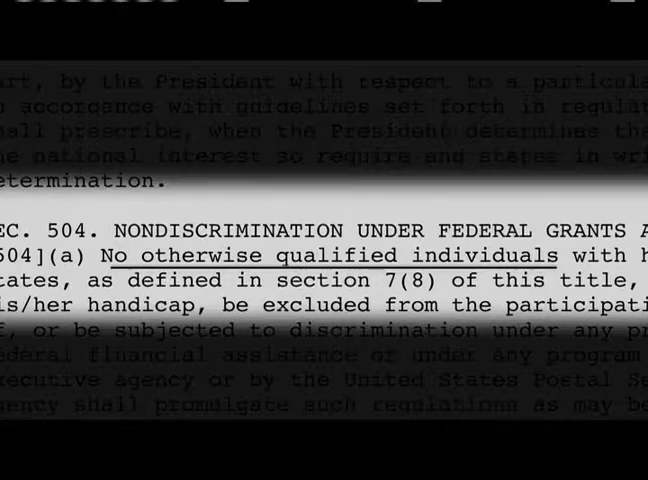 art, by the President with respect to a particula
accordance with guidelines set forth in regulat
hall prescribe, when the President determines tha
he national interest so require and states in wri
etermination.
EC. 504. NONDISCRIMINATION UNDER FEDERAL GRANTS A
504](a) No otherwise qualified individuals with h
tates, as defined in section 7(8) of this title,
is/her handicap, be excluded from the participati
f, or be subjected to discrimination under any pr
ederal financial assistance or under any program
xecutive agency or by the United States Postal Se
gency shall promulgate such regulations as may be